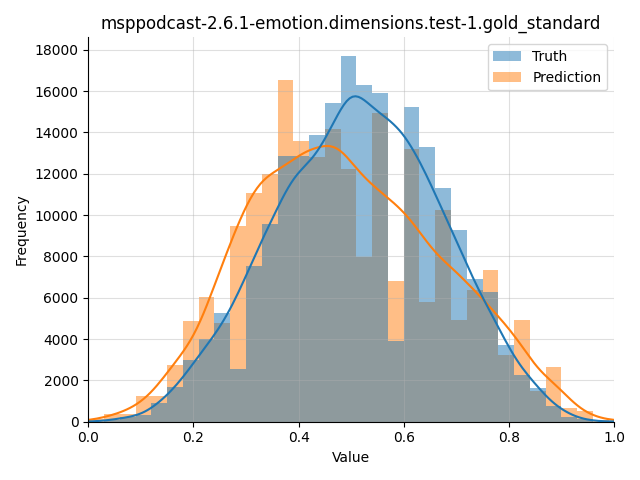 msppodcast-2.6.1-emotion.dimensions.test-1.gold_standard
Truth
Prediction
Frequency
18000
16000
14000
12000
10000
8000
6000
4000
2000
0
0.0 0.2 0.4 0.6 0.8 1.0
Value